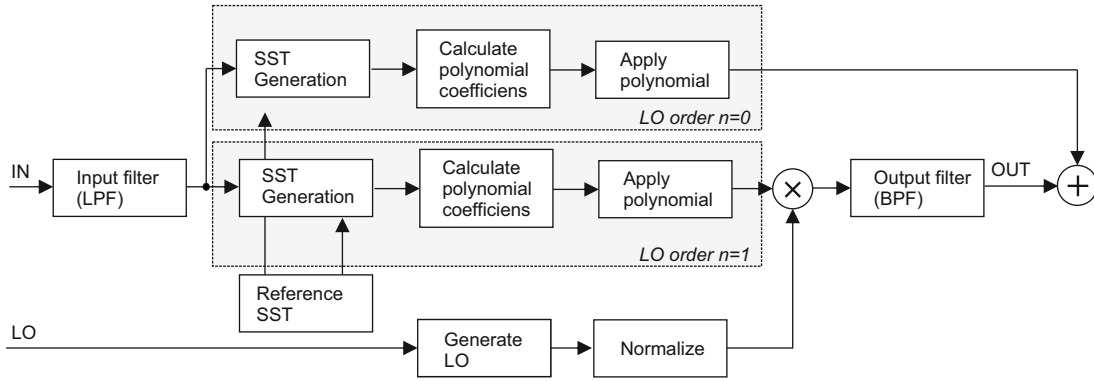 SST
Generation
Calculate
polynomial
coefficiens
Apply
polynomial
LO order n=0
IN
Input filter
(LPF)
SST
Generation
Calculate
polynomial
coefficiens
Apply
polynomial
×
Output filter
(BPF)
OUT
+
LO order n=1
Reference
SST
LO
Generate
LO
Normalize